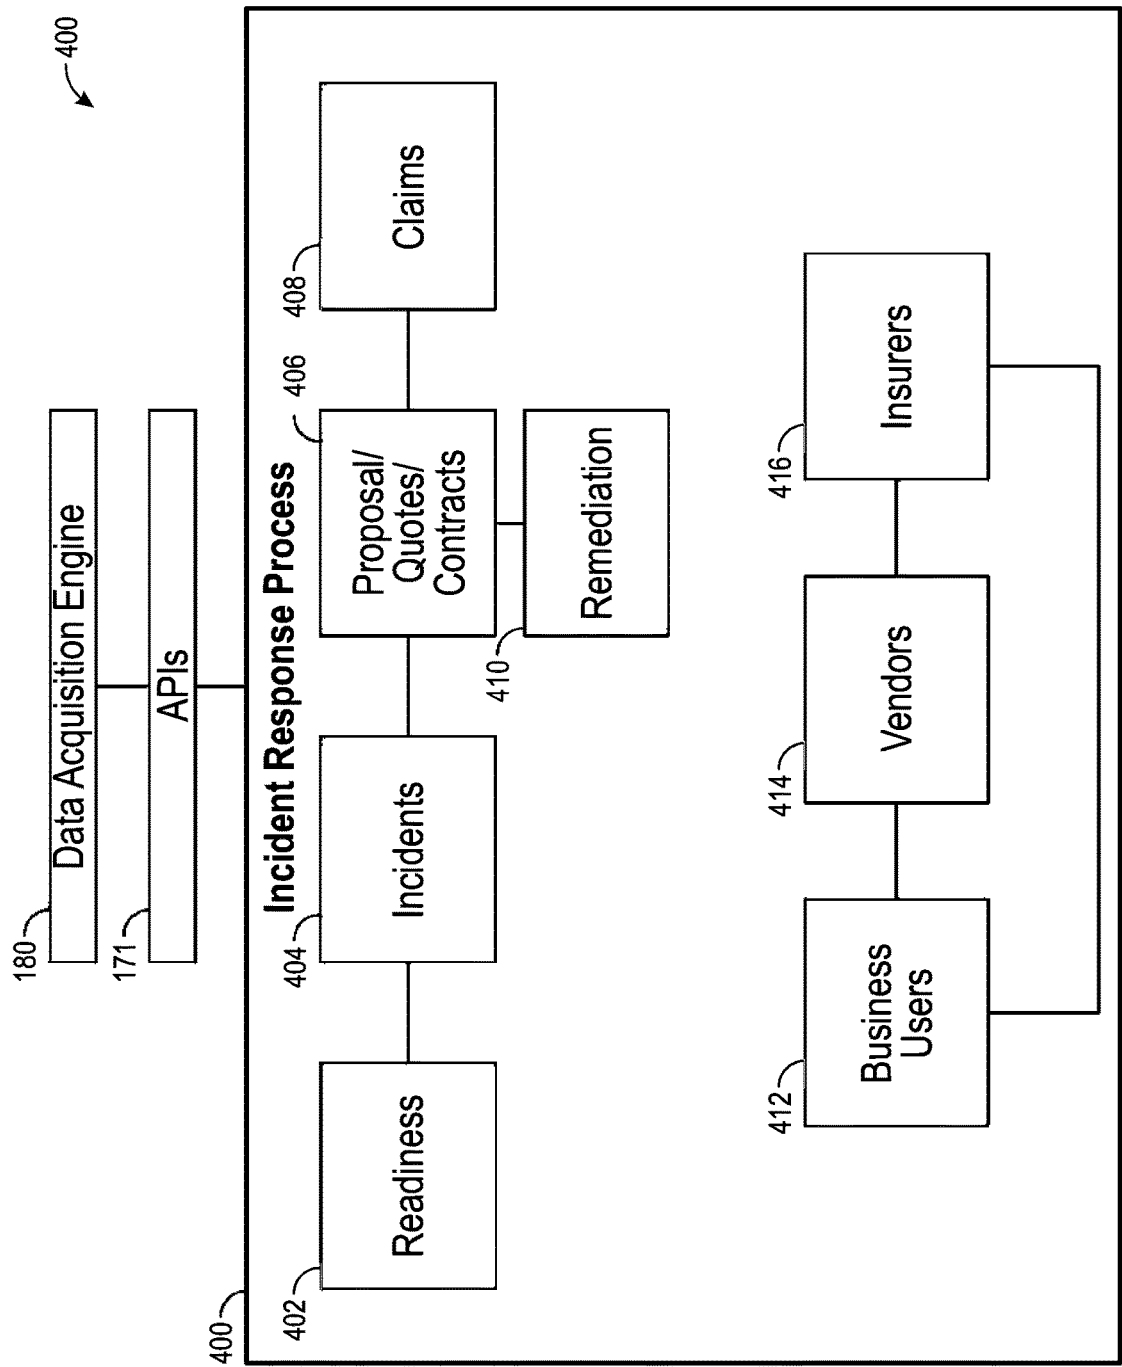 400
180
Data Acquisition Engine
171
APIs
400
Incident Response Process
402
Readiness
404
Incidents
406
Proposal/
Quotes/
Contracts
408
Claims
410
Remediation
412
Business
Users
414
Vendors
416
Insurers